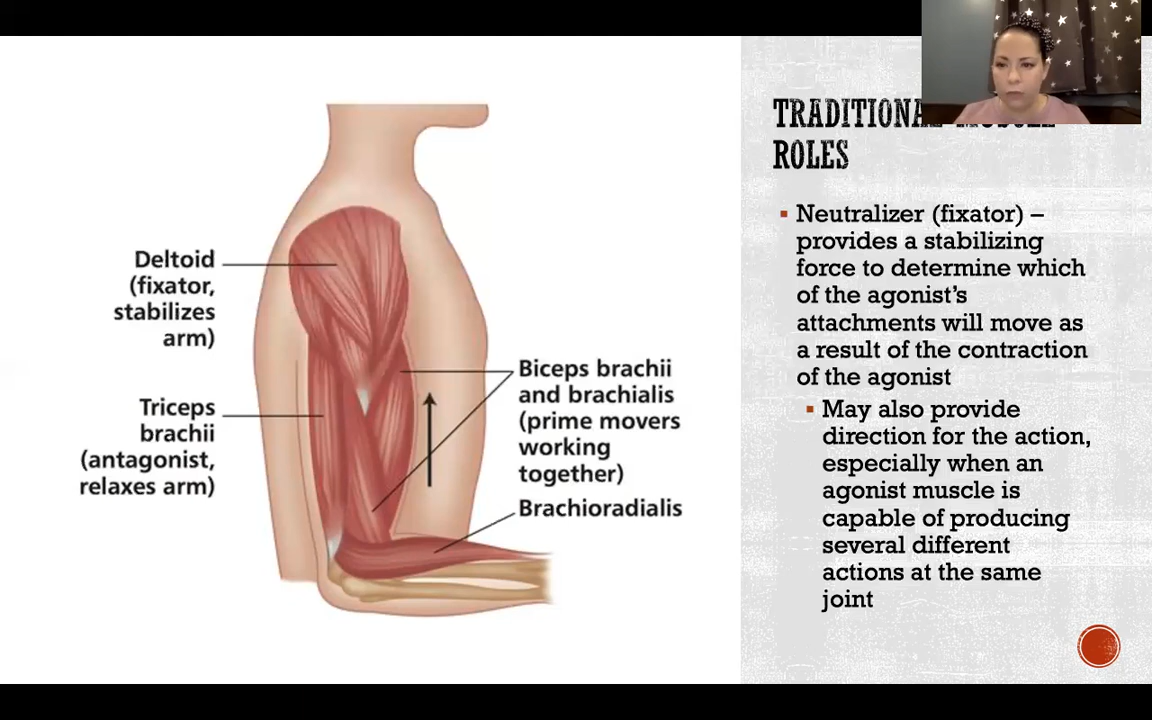 TRADITIONAL MUSCLE
ROLES
Deltoid
(fixator,
stabilizes
arm)
Triceps
brachii
(antagonist,
relaxes arm)
Biceps brachii
and brachialis
(prime movers
working
together)
Brachioradialis
▪ Neutralizer (fixator) –
provides a stabilizing
force to determine which
of the agonist’s
attachments will move as
a result of the contraction
of the agonist
▪ May also provide
direction for the action,
especially when an
agonist muscle is
capable of producing
several different
actions at the same
joint